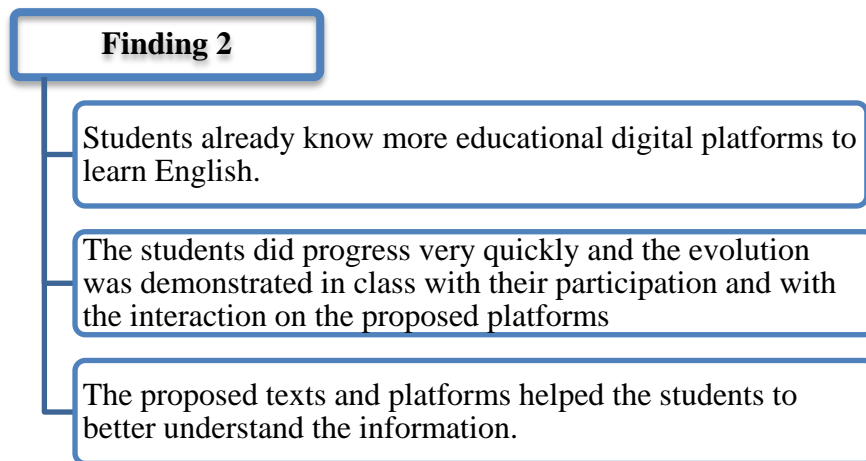 Finding 2
Students already know more educational digital platforms to
learn English.
The students did progress very quickly and the evolution
was demonstrated in class with their participation and with
the interaction on the proposed platforms
The proposed texts and platforms helped the students to
better understand the information.